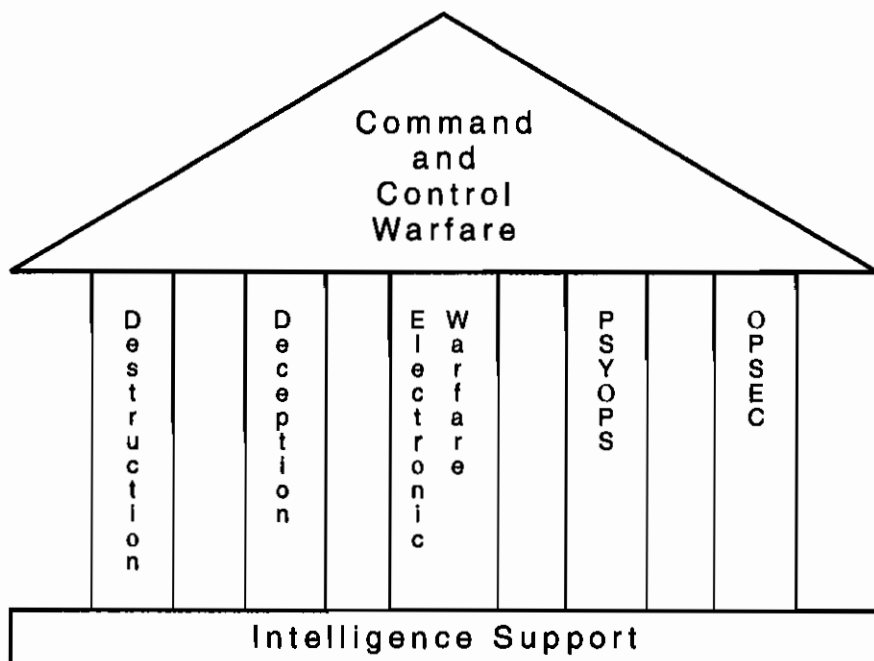 Command
and
Control
Warfare
Destruction
Deception
Electronic
Warfare
PSYOPS
OPSEC
Intelligence Support